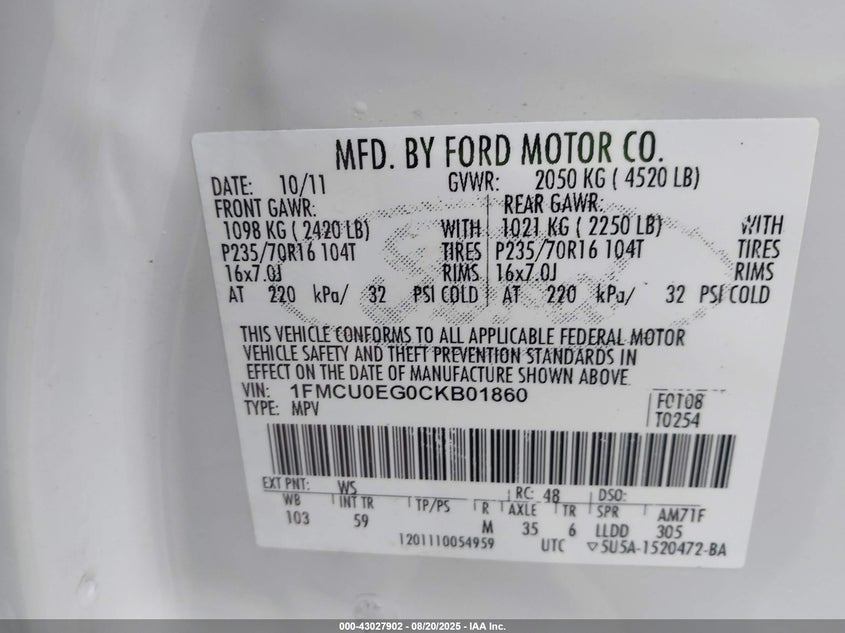 MFD. BY FORD MOTOR CO.
DATE: 10/11 GVWR: 2050 KG ( 4520 LB)
FRONT GAWR: REAR GAWR:
1098 KG ( 2420 LB) WITH 1021 KG ( 2250 LB) WITH
P235/70R16 104T TIRES P235/70R16 104T TIRES
16x7.0J RIMS 16x7.0J RIMS
AT 220 kPa/ 32 PSI COLD AT 220 kPa/ 32 PSI COLD
THIS VEHICLE CONFORMS TO ALL APPLICABLE FEDERAL MOTOR
VEHICLE SAFETY AND THEFT PREVENTION STANDARDS IN
EFFECT ON THE DATE OF MANUFACTURE SHOWN ABOVE.
VIN: 1FMCU0EG0CKB01860
TYPE: MPV
F0T08
T0254
EXT PNT: WS RC: 48 DSO:
WB INT TR TP/PS R AXLE TR SPR AM71F
103 59 M 35 6 LLDD 305
1201110054959 UTC ▽5U5A-1520472-BA
000-43027902 - 08/20/2025 - IAA Inc.